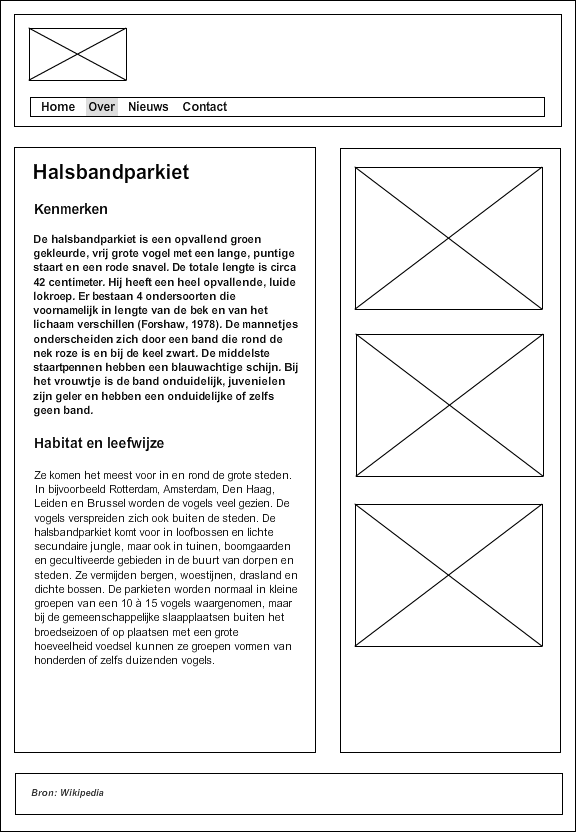 Home Over Nieuws Contact
Halsbandparkiet
Kenmerken
De halsbandparkiet is een opvallend groen
gekleurde, vrij grote vogel met een lange, puntige
staart en een rode snavel. De totale lengte is circa
42 centimeter. Hij heeft een heel opvallende, luide
lokroep. Er bestaan 4 ondersoorten die
voornamelijk in lengte van de bek en van het
lichaam verschillen (Forshaw, 1978). De mannetjes
onderscheiden zich door een band die rond de
nek roze is en bij de keel zwart. De middelste
staartpennen hebben een blauwachtige schijn. Bij
het vrouwtje is de band onduidelijk, juvenielen
zijn geler en hebben een onduidelijke of zelfs
geen band.
Habitat en leefwijze
Ze komen het meest voor in en rond de grote steden.
In bijvoorbeeld Rotterdam, Amsterdam, Den Haag,
Leiden en Brussel worden de vogels veel gezien. De
vogels verspreiden zich ook buiten de steden. De
halsbandparkiet komt voor in loofbossen en lichte
secundaire jungle, maar ook in tuinen, boomgaarden
en gecultiveerde gebieden in de buurt van dorpen en
steden. Ze vermijden bergen, woestijnen, drasland en
dichte bossen. De parkieten worden normaal in kleine
groepen van een 10 à 15 vogels waargenomen, maar
bij de gemeenschappelijke slaapplaatsen buiten het
broedseizoen of op plaatsen met een grote
hoeveelheid voedsel kunnen ze groepen vormen van
honderden of zelfs duizenden vogels.
Bron: Wikipedia